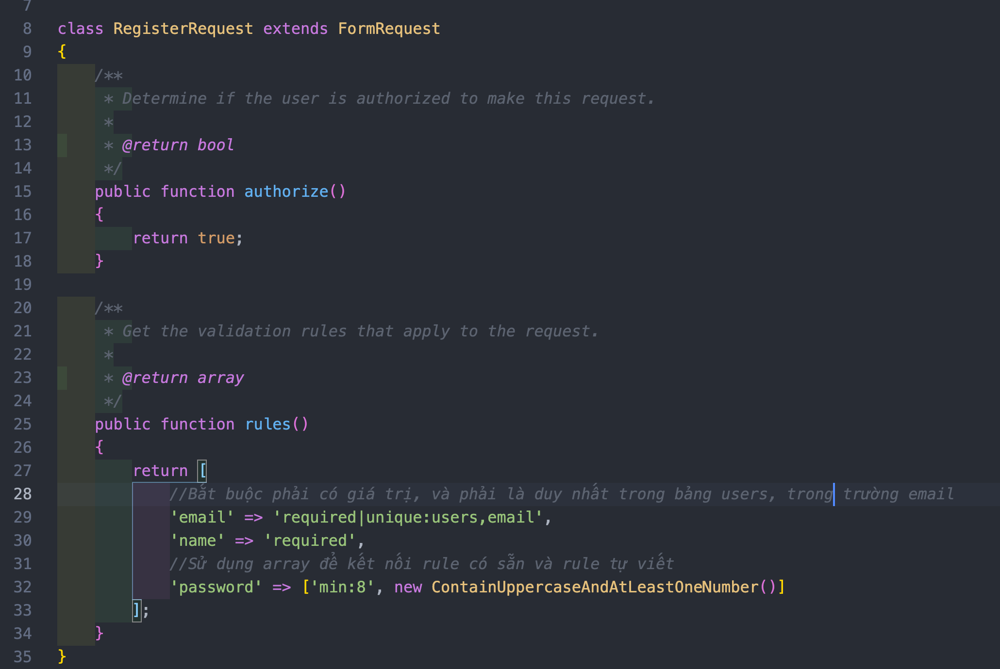 7
8 class RegisterRequest extends FormRequest
9 {
10 /**
11 * Determine if the user is authorized to make this request.
12 *
13 * @return bool
14 */
15 public function authorize()
16 {
17 return true;
18 }
19
20 /**
21 * Get the validation rules that apply to the request.
22 *
23 * @return array
24 */
25 public function rules()
26 {
27 return [
28 //Bắt buộc phải có giá trị, và phải là duy nhất trong bảng users, trong trường email
29 'email' => 'required|unique:users,email',
30 'name' => 'required',
31 //Sử dụng array để kết nối rule có sẵn và rule tự viết
32 'password' => ['min:8', new ContainUppercaseAndAtLeastOneNumber()]
33 ];
34 }
35 }